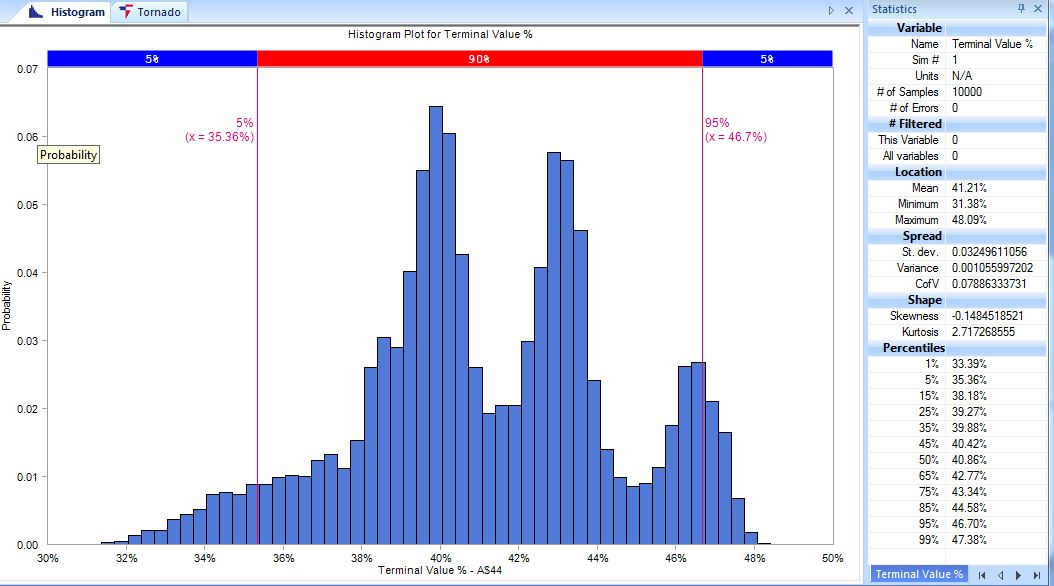 Histogram
Tornado
Histogram Plot for Terminal Value %
5%
90%
5%
0.07
0.06
0.05
0.04
0.03
0.02
0.01
0.00
Probability
Probability
5%
(x = 35.36%)
95%
(x = 46.7%)
30%
32%
34%
36%
38%
40%
42%
44%
46%
48%
50%
Terminal Value % - A$44
Statistics
Variable
Name Terminal Value %
Sim # 1
Units N/A
# of Samples 10000
# of Errors 0
# Filtered
This Variable 0
All variables 0
Location
Mean 41.21%
Minimum 31.38%
Maximum 48.09%
Spread
St. dev. 0.03249611056
Variance 0.001055997202
CofV 0.07886333731
Shape
Skewness -0.1484518521
Kurtosis 2.717268555
Percentiles
1% 33.39%
5% 35.36%
15% 38.18%
25% 39.27%
35% 39.88%
45% 40.42%
50% 40.86%
65% 42.77%
75% 43.34%
85% 44.58%
95% 46.70%
99% 47.38%
Terminal Value %